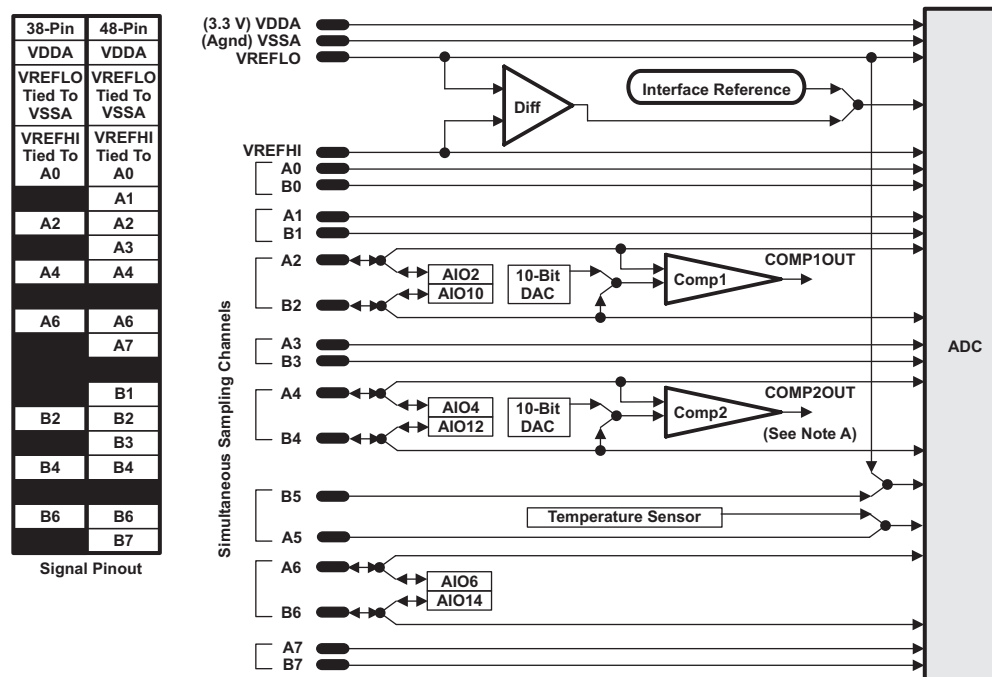 38-Pin 48-Pin
VDDA VDDA
VREFLO VREFLO
Tied To Tied To
VSSA VSSA
VREFHI VREFHI
Tied To Tied To
A0 A0
A1
A2 A2
A3
A4 A4
A6 A6
A7
B1
B2 B2
B3
B4 B4
B6 B6
B7
Signal Pinout
Simultaneous Sampling Channels
(3.3 V) VDDA
(Agnd) VSSA
VREFLO
Interface Reference
Diff
VREFHI
A0
B0
A1
B1
A2
AIO2
AIO10
10-Bit
DAC
Comp1
COMP1OUT
B2
A3
B3
ADC
A4
AIO4
AIO12
10-Bit
DAC
Comp2
COMP2OUT
(See Note A)
B4
B5
Temperature Sensor
A5
A6
AIO6
AIO14
B6
A7
B7